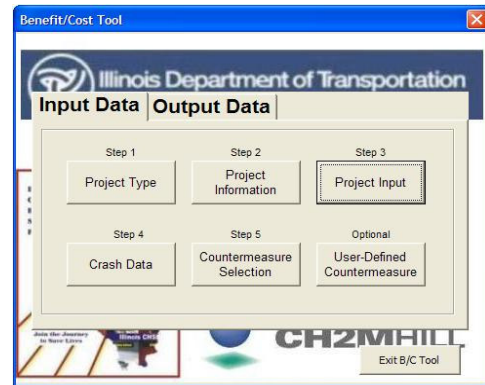 Benefit/Cost Tool
Illinois Department of Transportation
Input Data Output Data
Step 1 Step 2 Step 3
Project Type
Project
Information
Project Input
Step 4 Step 5 Optional
Crash Data
Countermeasure
Selection
User-Defined
Countermeasure
Join the Journey
to Save Lives
Illinois CHSP
CH2MHILL
Exit B/C Tool